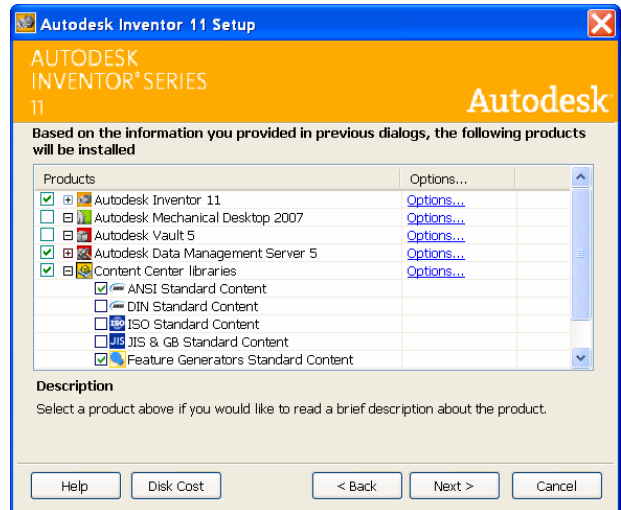 Autodesk Inventor 11 Setup
AUTODESK
INVENTOR® SERIES
11
Autodesk
Based on the information you provided in previous dialogs, the following products
will be installed
Products Options...
Autodesk Inventor 11 Options...
Autodesk Mechanical Desktop 2007 Options...
Autodesk Vault 5 Options...
Autodesk Data Management Server 5 Options...
Content Center libraries Options...
ANSI Standard Content
DIN Standard Content
ISO ISO Standard Content
JIS JIS & GB Standard Content
Feature Generators Standard Content
Description
Select a product above if you would like to read a brief description about the product.
Help Disk Cost < Back Next > Cancel